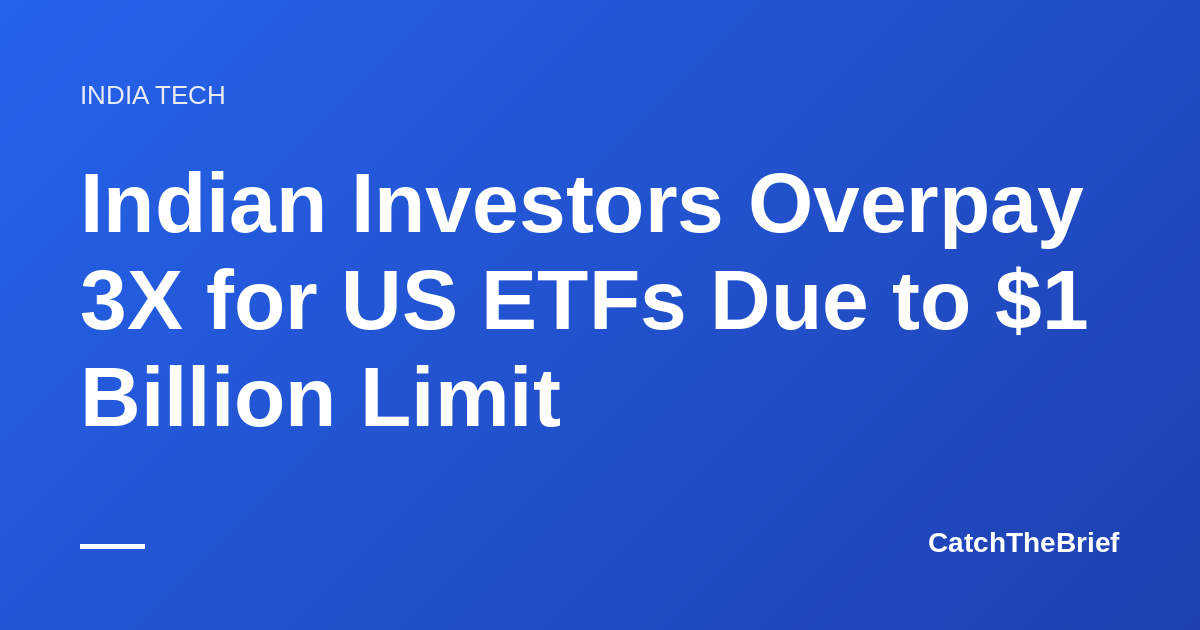 INDIA TECH
Indian Investors Overpay
3X for US ETFs Due to $1
Billion Limit
CatchTheBrief